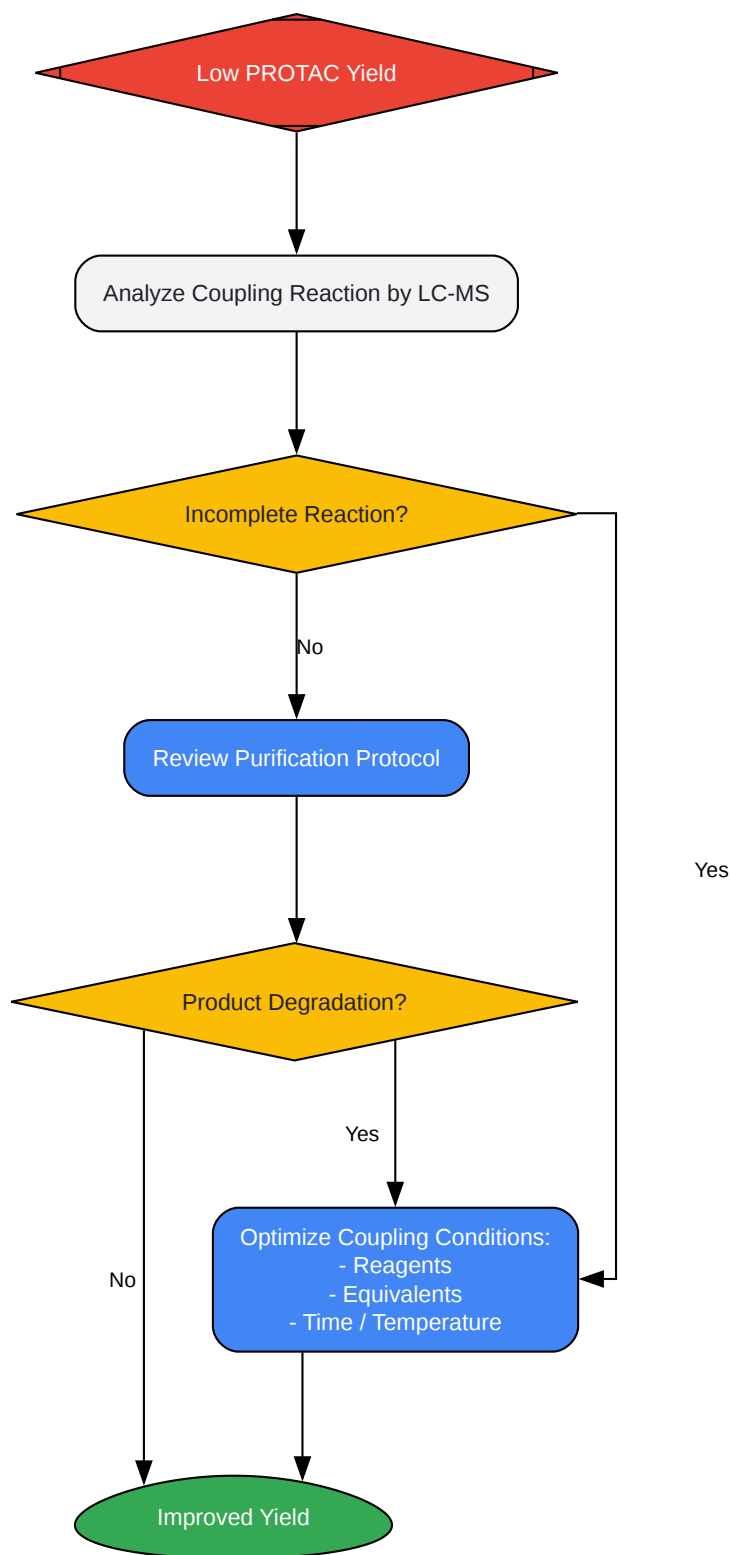 Low PROTAC Yield
Analyze Coupling Reaction by LC-MS
Incomplete Reaction?
No
Review Purification Protocol
Yes
Product Degradation?
Yes
Optimize Coupling Conditions:
- Reagents
- Equivalents
- Time / Temperature
No
Improved Yield